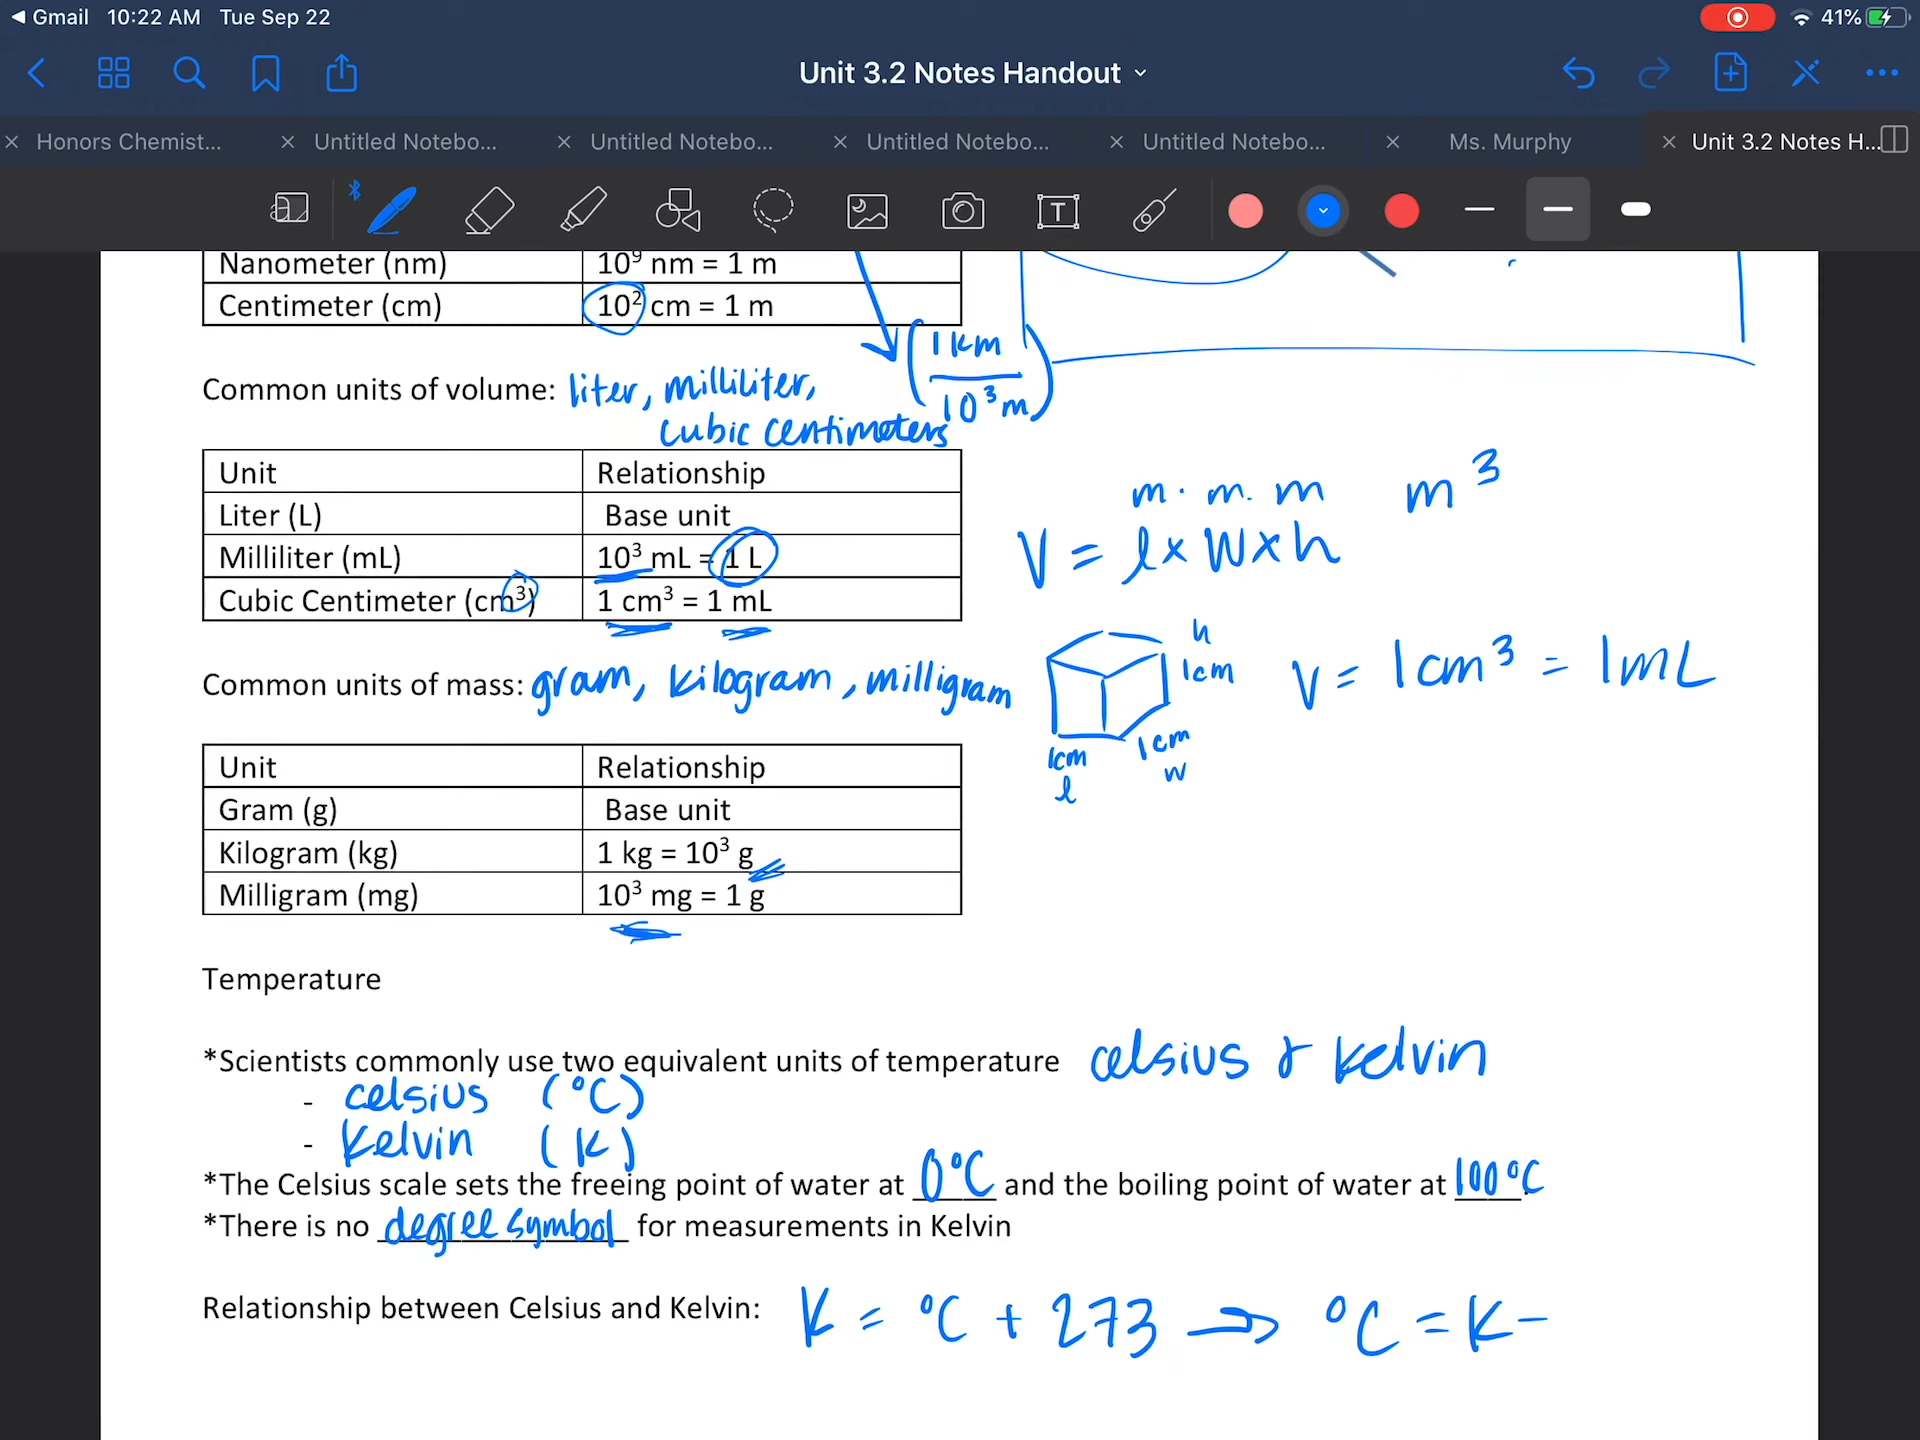 Gmail 10:22 AM Tue Sep 22 41%
Unit 3.2 Notes Handout
Honors Chemist... Untitled Notebo... Untitled Notebo... Untitled Notebo... Untitled Notebo... Ms. Murphy Unit 3.2 Notes H...
Nanometer (nm) 10⁹ nm = 1 m
Centimeter (cm) 10² cm = 1 m
1 km
10³ m
Common units of volume: liter, milliliter,
cubic centimeters
Unit Relationship
Liter (L) Base unit
Milliliter (mL) 10³ mL = 1 L
Cubic Centimeter (cm³) 1 cm³ = 1 mL
m · m · m m³
V = l x W x h
h
1cm
V = 1cm³ = 1mL
1cm
l
1cm
w
Common units of mass: gram, kilogram, milligram
Unit Relationship
Gram (g) Base unit
Kilogram (kg) 1 kg = 10³ g
Milligram (mg) 10³ mg = 1 g
Temperature
*Scientists commonly use two equivalent units of temperature celsius & kelvin
- celsius (°C)
- Kelvin (K)
*The Celsius scale sets the freeing point of water at 0°C and the boiling point of water at 100°C.
*There is no degree symbol for measurements in Kelvin
Relationship between Celsius and Kelvin: K = °C + 273 → °C = K –